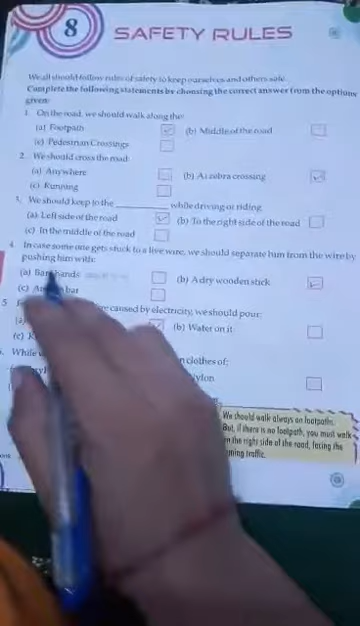 8
SAFETY RULES
We all should follow rules of safety to keep ourselves and others safe.
Complete the following statements by choosing the correct answer from the options
given:
1. On the road, we should walk along the:
(a) Footpath (b) Middle of the road
(c) Pedestrian Crossings
2. We should cross the road:
(a) Anywhere (b) At zebra crossing
(c) Running
3. We should keep to the ________ while driving or riding
(a) Left side of the road (b) To the right side of the road
(c) In the middle of the road
4. In case some one gets stuck to a live wire, we should separate him from the wire by
pushing him with:
(a) Bare hands (b) A dry wooden stick
(c) bar
5 caused by electricity, we should pour:
(a) (b) Water on it
(c)
While clothes of:
We should walk always on footpaths.
But, if there is no footpath, you must walk
on the right side of the road, facing the
traffic.